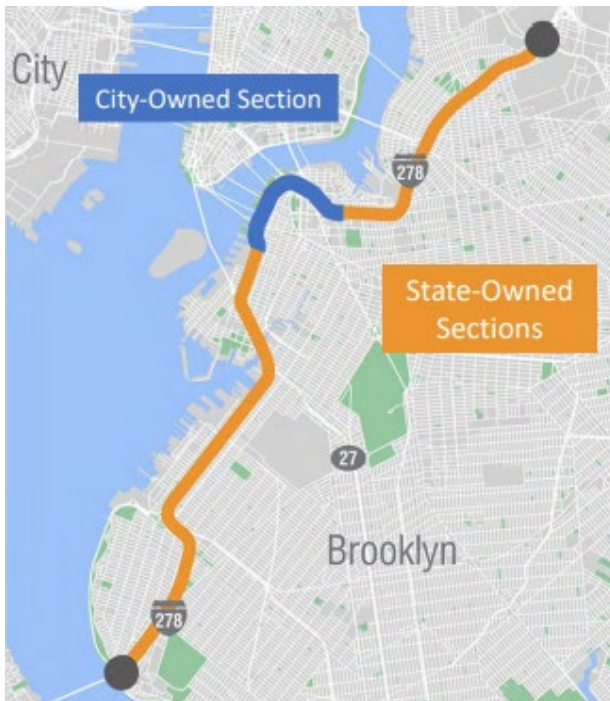 City
City-Owned Section
278
State-Owned
Sections
27
Brooklyn
278